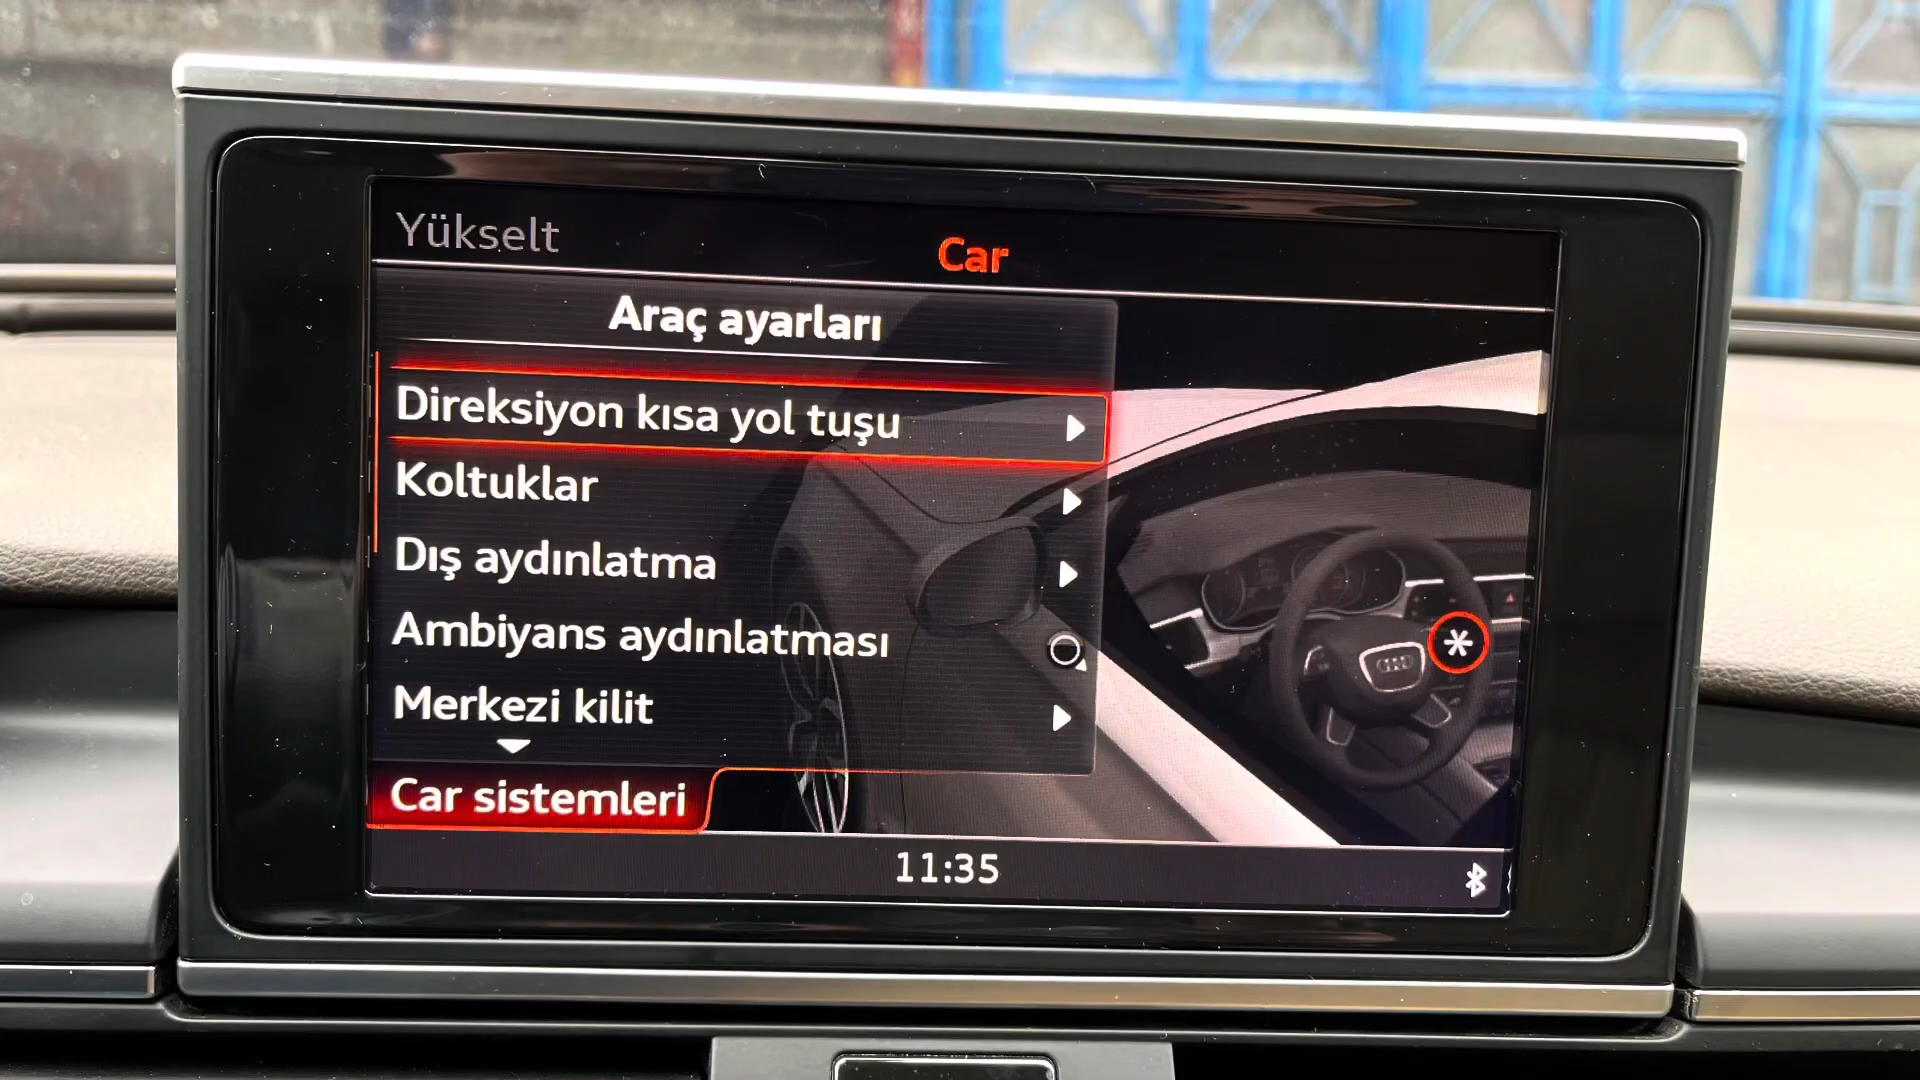 Yükselt
Car
Araç ayarları
Direksiyon kısa yol tuşu
Koltuklar
Dış aydınlatma
Ambiyans aydınlatması
Merkezi kilit
Car sistemleri
11:35